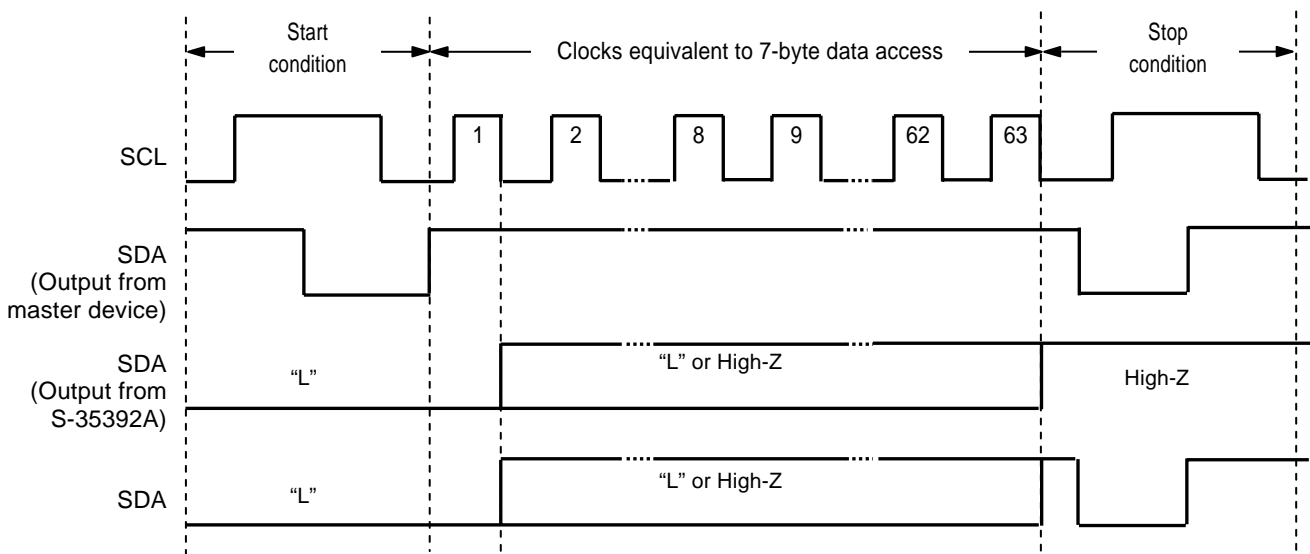 Start
condition
Clocks equivalent to 7-byte data access
Stop
condition
SCL
1
2
8
9
62
63
SDA
(Output from
master device)
SDA
(Output from
S-35392A)
“L”
“L” or High-Z
High-Z
SDA
“L”
“L” or High-Z